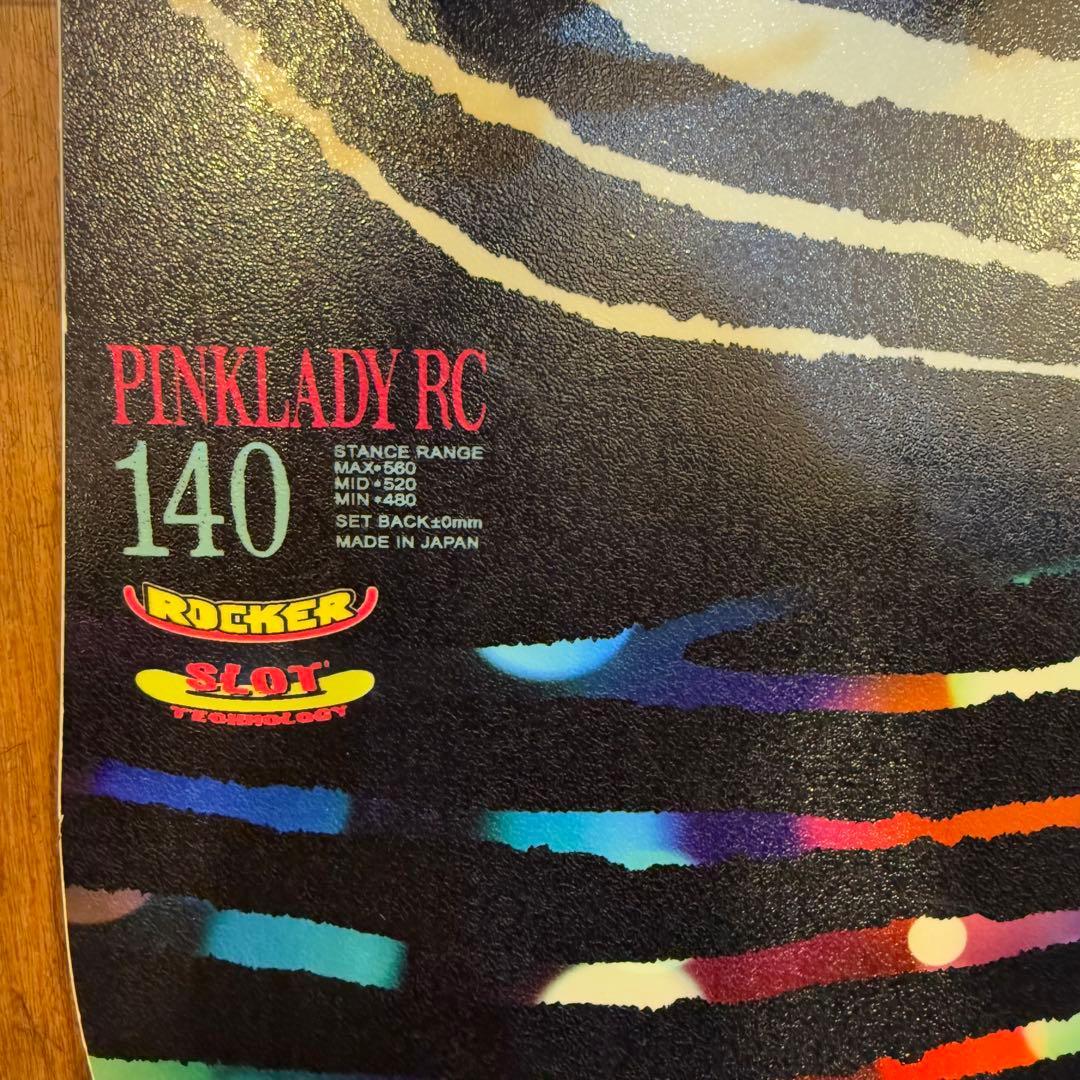 PINKLADY RC
140
STANCE RANGE
MAX•560
MID•520
MIN•480
SET BACK±0mm
MADE IN JAPAN
ROCKER
SLOT
TECHNOLOGY